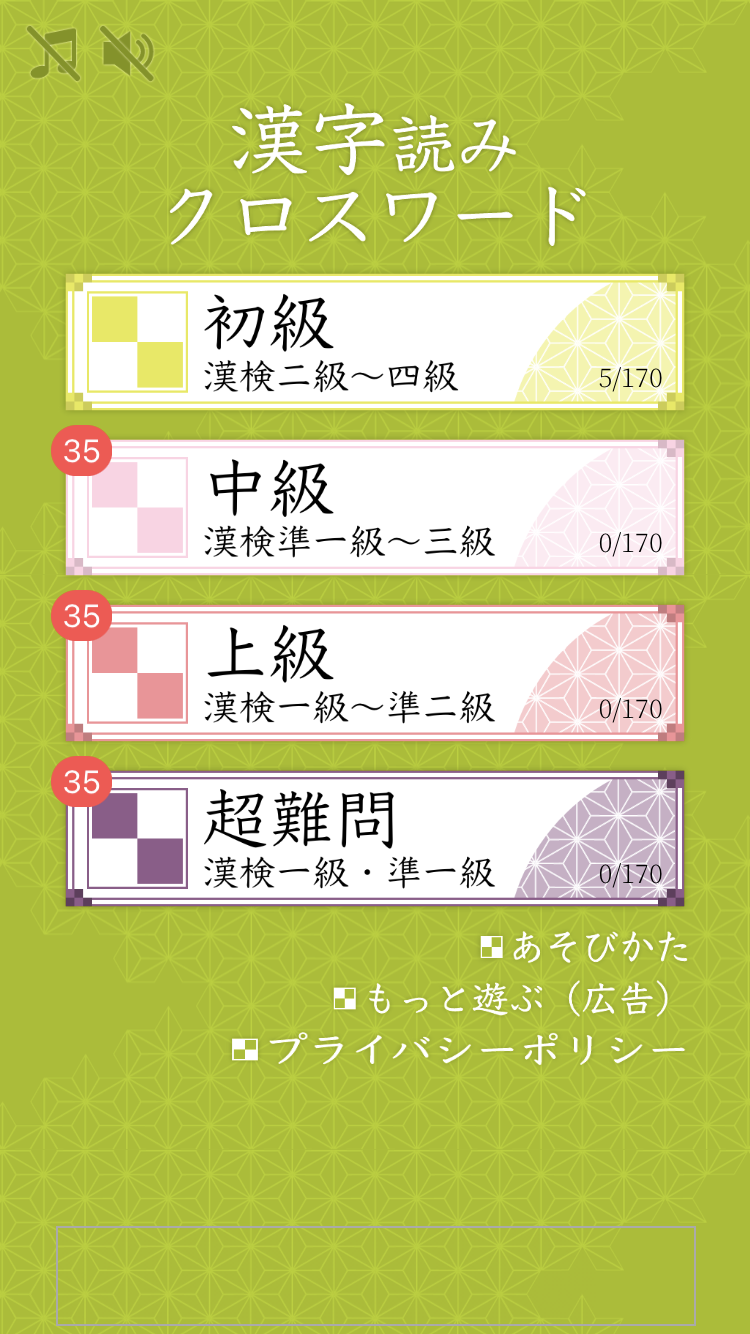 漢字読み
クロスワード
初級
漢検二級～四級
5/170
35
中級
漢検準一級～三級
0/170
35
上級
漢検一級～準二級
0/170
35
超難問
漢検一級・準一級
0/170
あそびかた
もっと遊ぶ（広告）
プライバシーポリシー